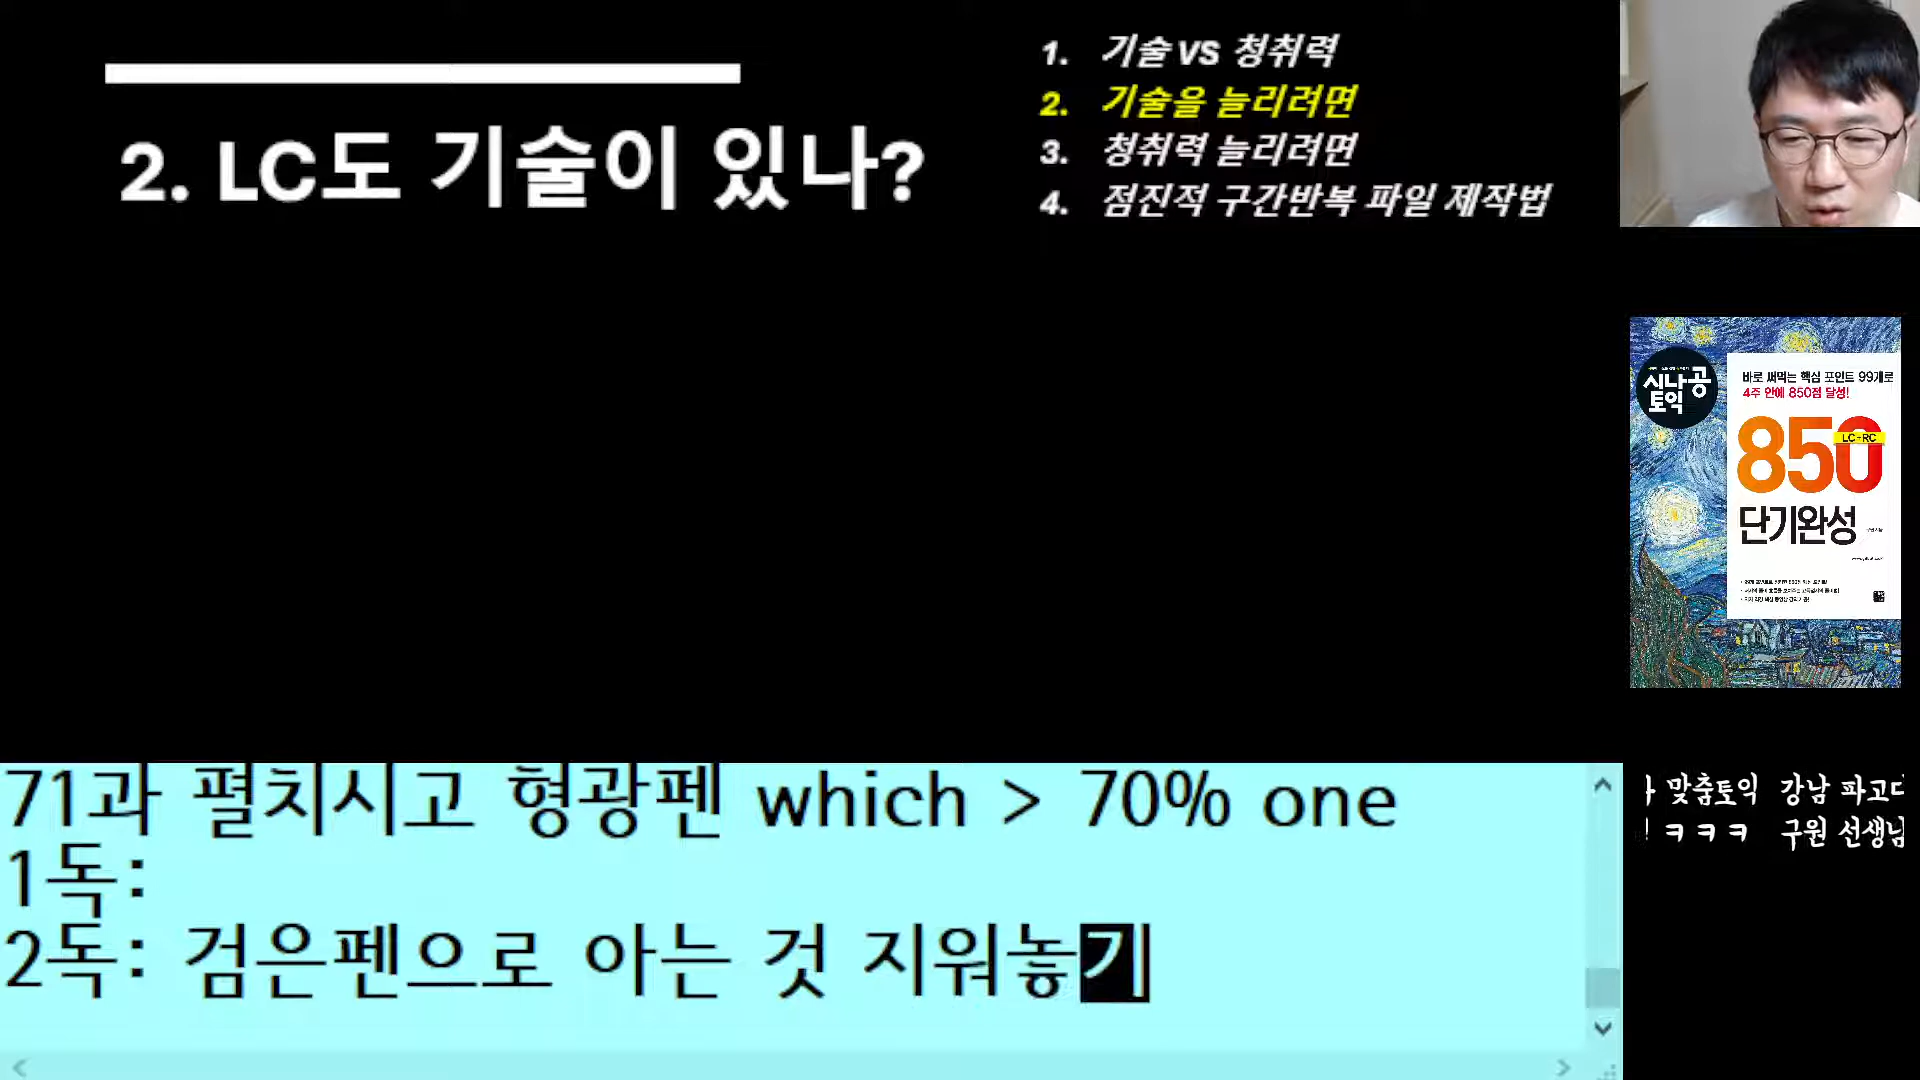 2. LC도 기술이 있나?
1. 기술 VS 청취력
2. 기술을 늘리려면
3. 청취력 늘리려면
4. 점진적 구간반복 파일 제작법
시나공
토익
바로 써먹는 핵심 포인트 99개로
4주 안에 850점 달성!
850
LC+RC
단기완성
71과 펼치시고 형광펜 which > 70% one
1독:
2독: 검은펜으로 아는 것 지워놓기
맞춤토익 강남 파고다
! ㅋㅋㅋ 구원 선생님